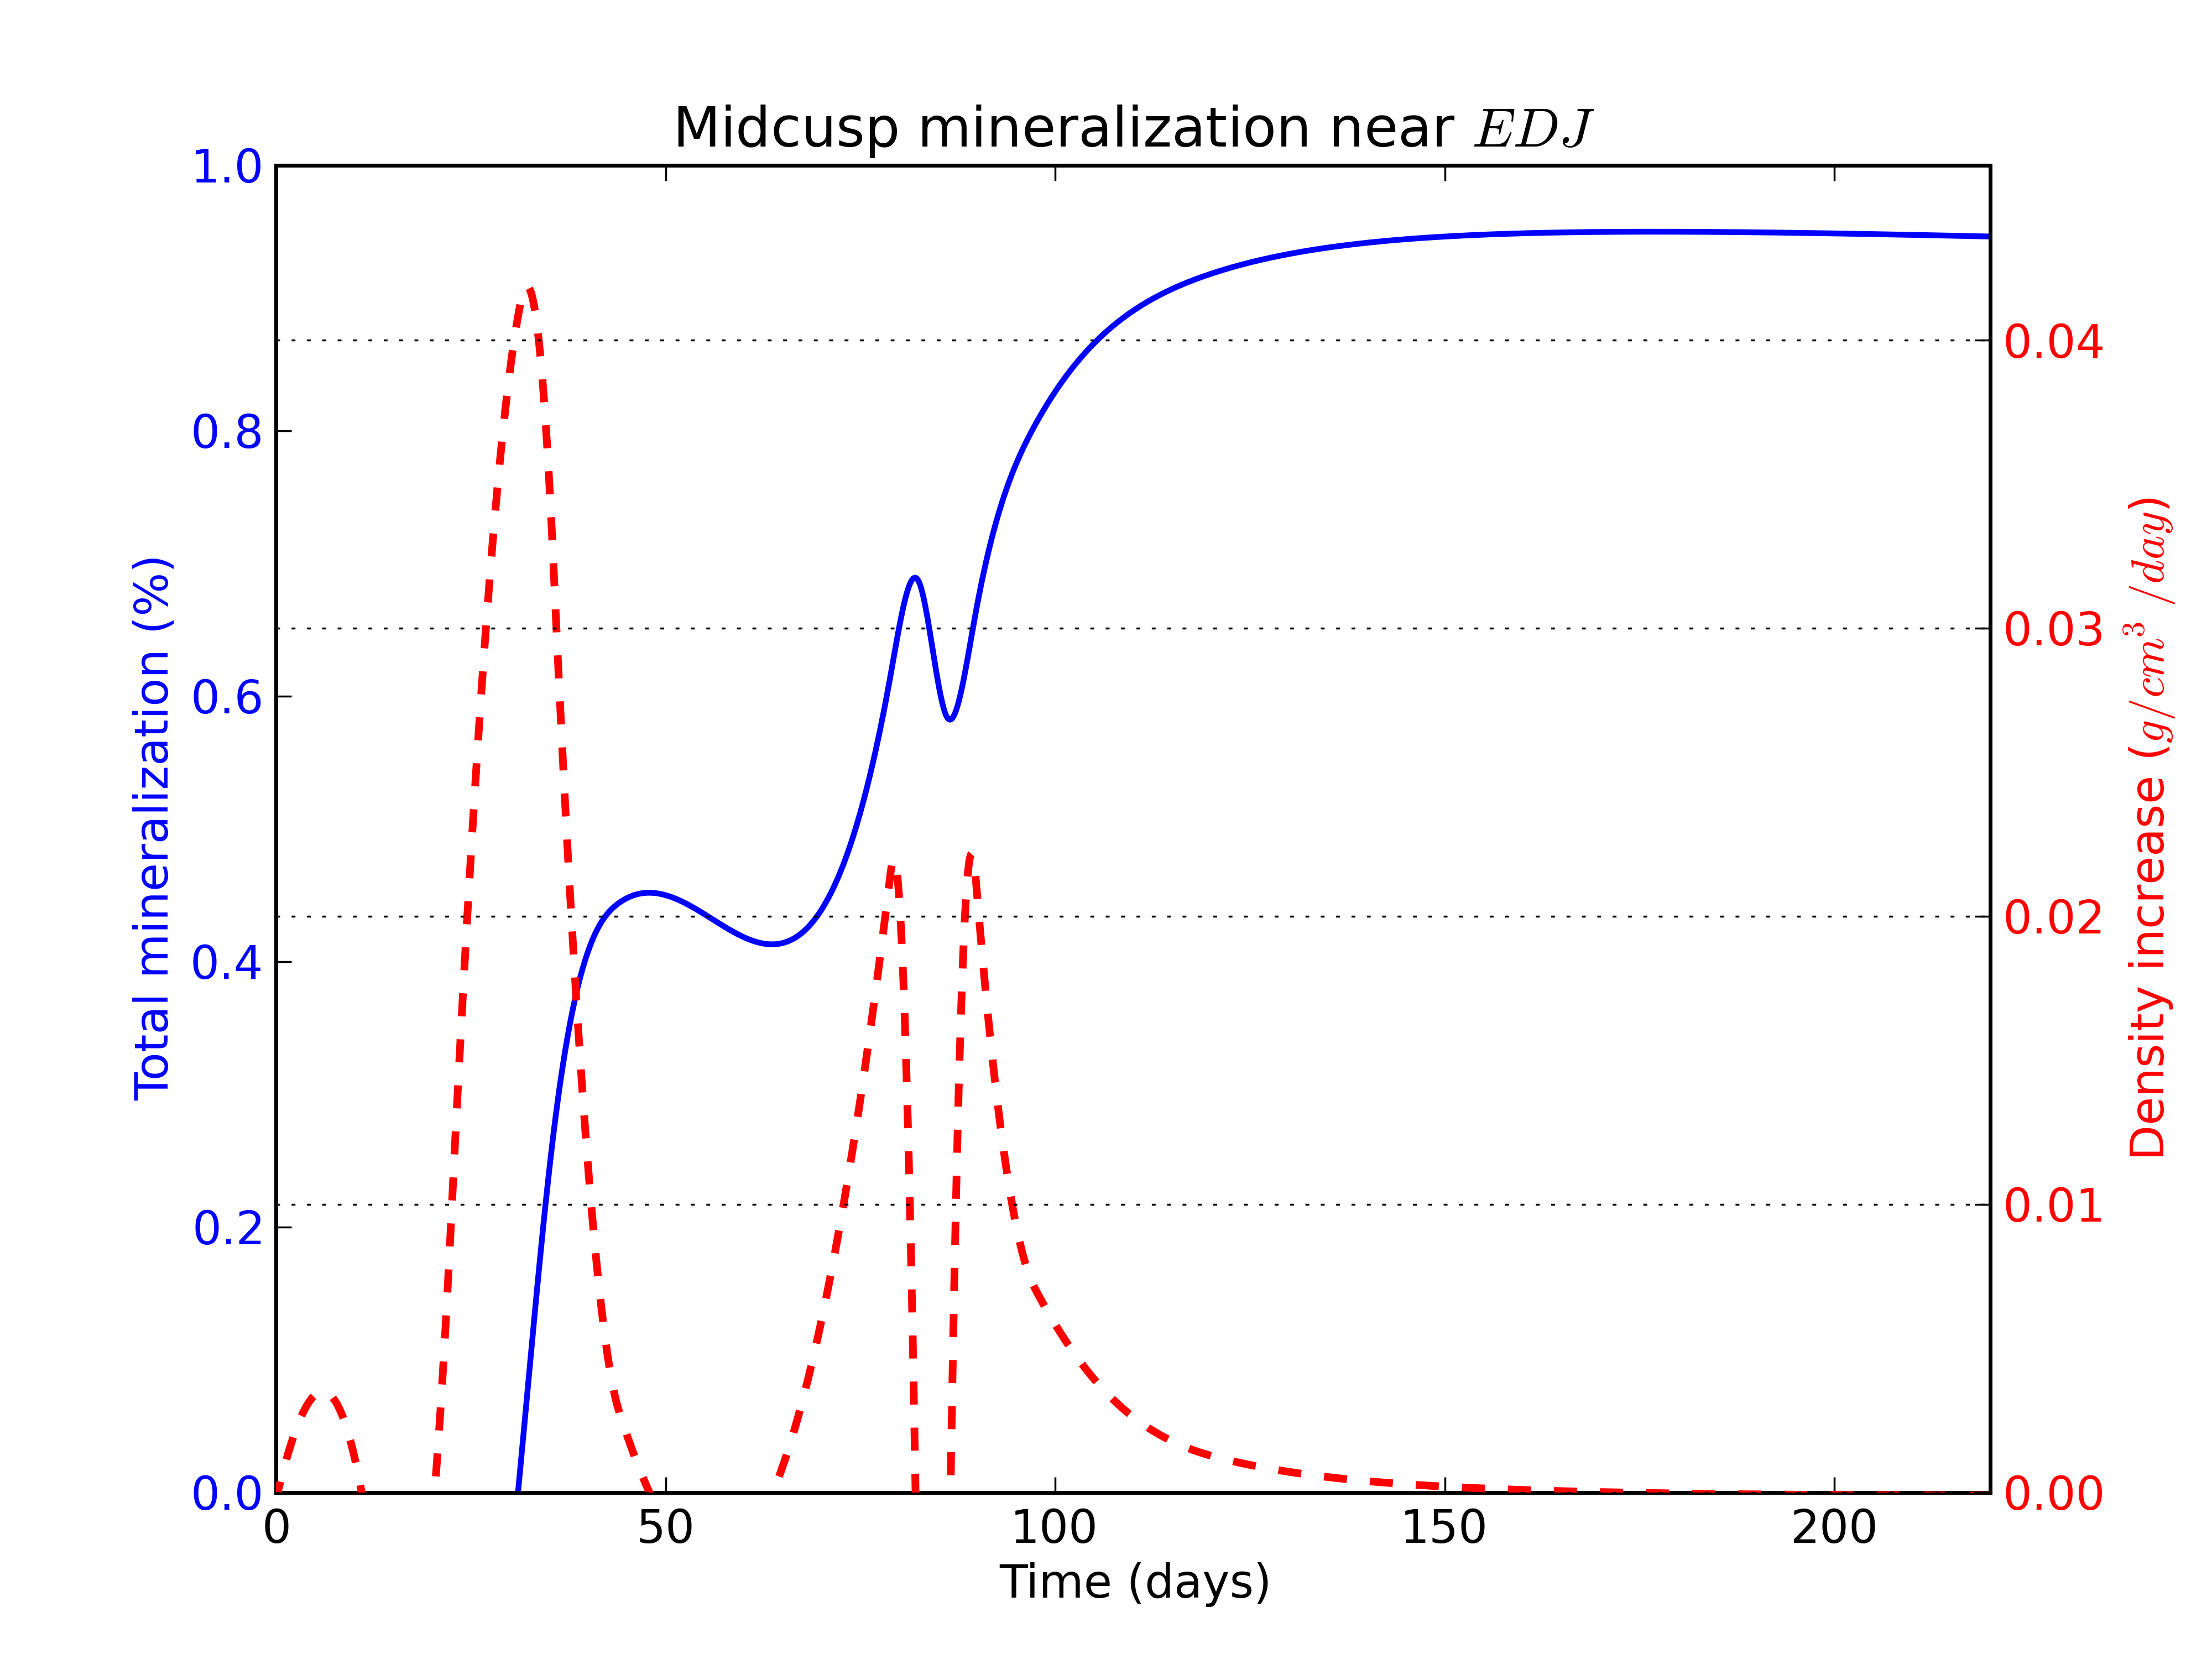 Midcusp mineralization near EDJ
1.0
0.8
0.6
0.4
0.2
0.0
Total mineralization (%)
0.04
0.03
0.02
0.01
0.00
Density increase (g/cm³/day)
0 50 100 150 200
Time (days)